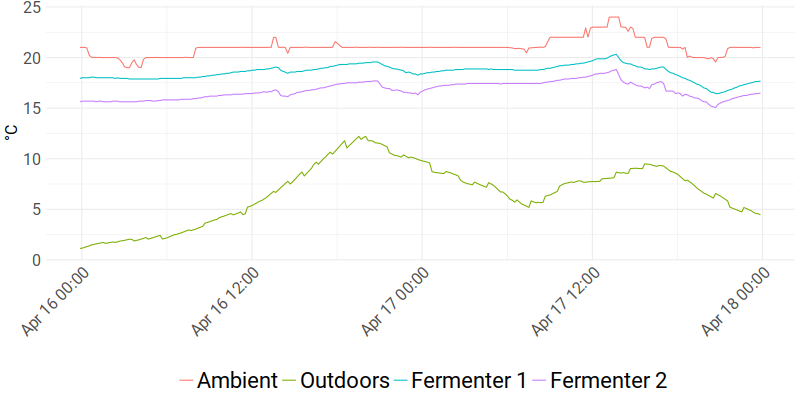 25
20
15
10
5
0
°C
Apr 16 00:00
Apr 16 12:00
Apr 17 00:00
Apr 17 12:00
Apr 18 00:00
Ambient Outdoors Fermenter 1 Fermenter 2